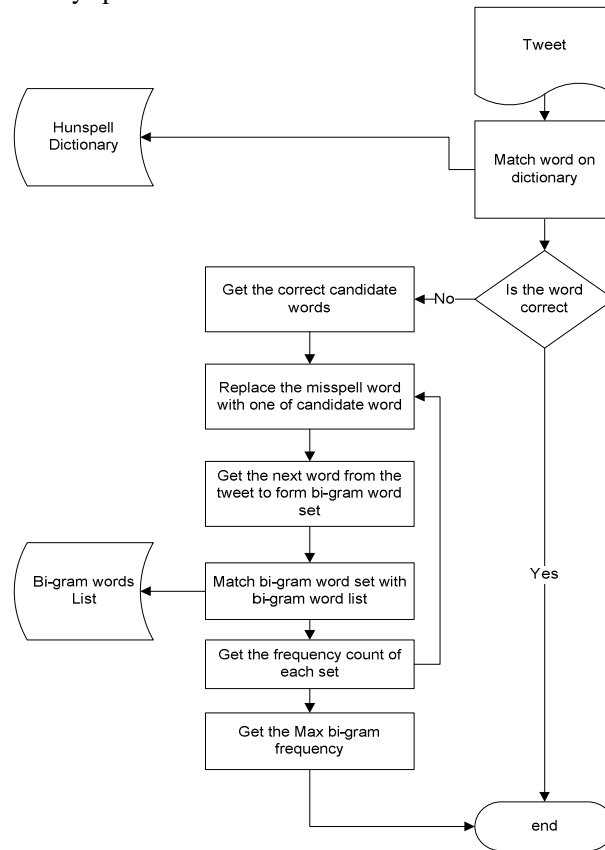 Tweet
Hunspell
Dictionary
Match word on
dictionary
Is the word
correct
No
Get the correct candidate
words
Replace the misspell word
with one of candidate word
Get the next word from the
tweet to form bi-gram word
set
Bi-gram words
List
Match bi-gram word set with
bi-gram word list
Yes
Get the frequency count of
each set
Get the Max bi-gram
frequency
end